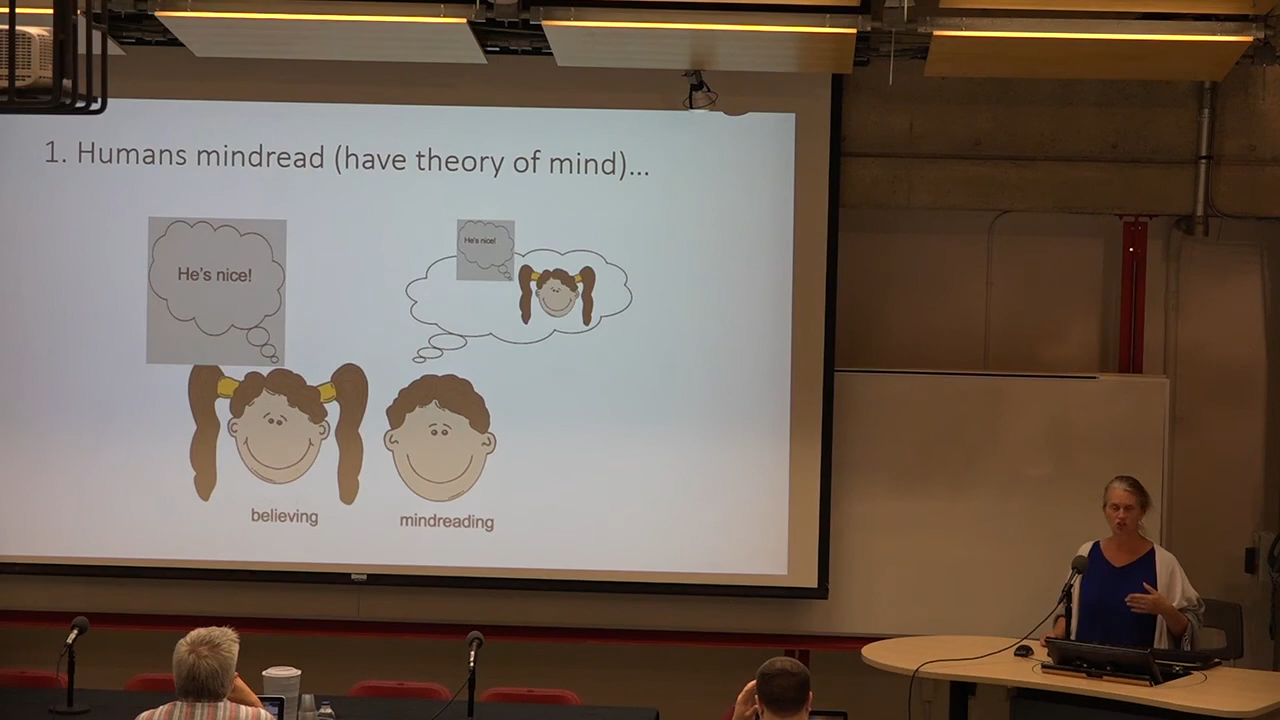 1. Humans mindread (have theory of mind)...
He's nice!
He's nice!
believing
mindreading